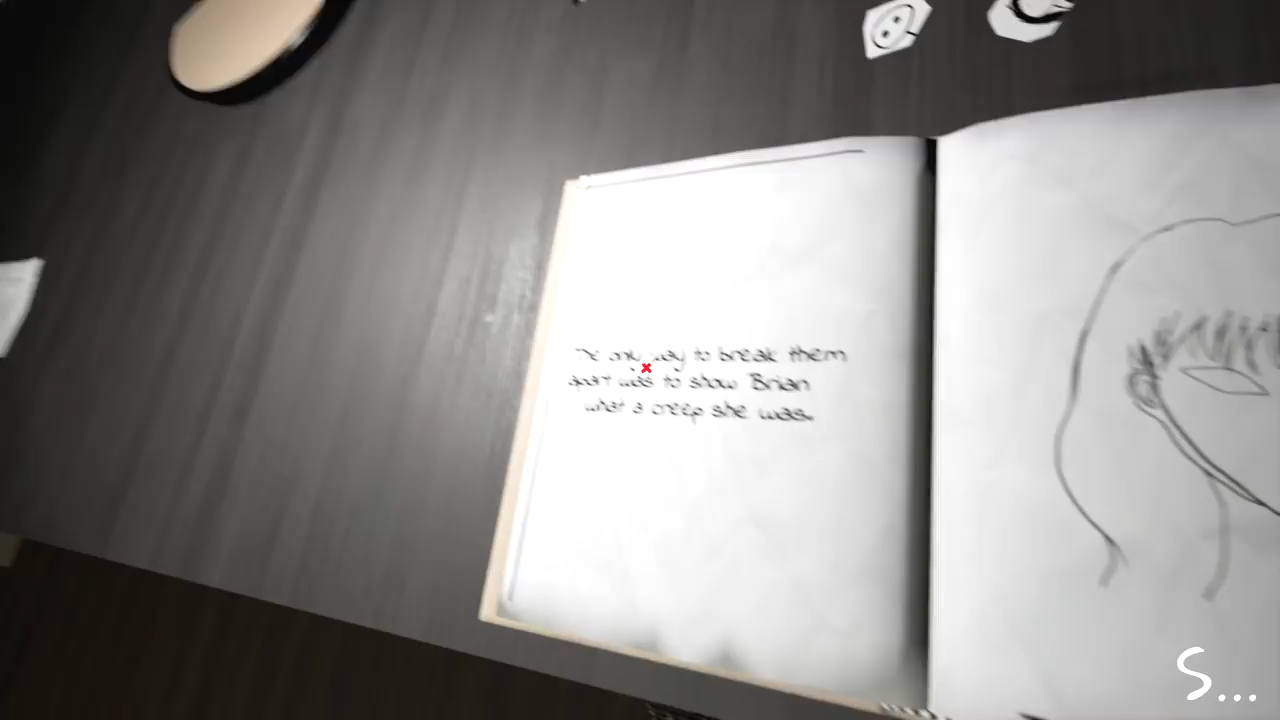 The only way to break them
apart was to show Brian
what a creep she was.
S...